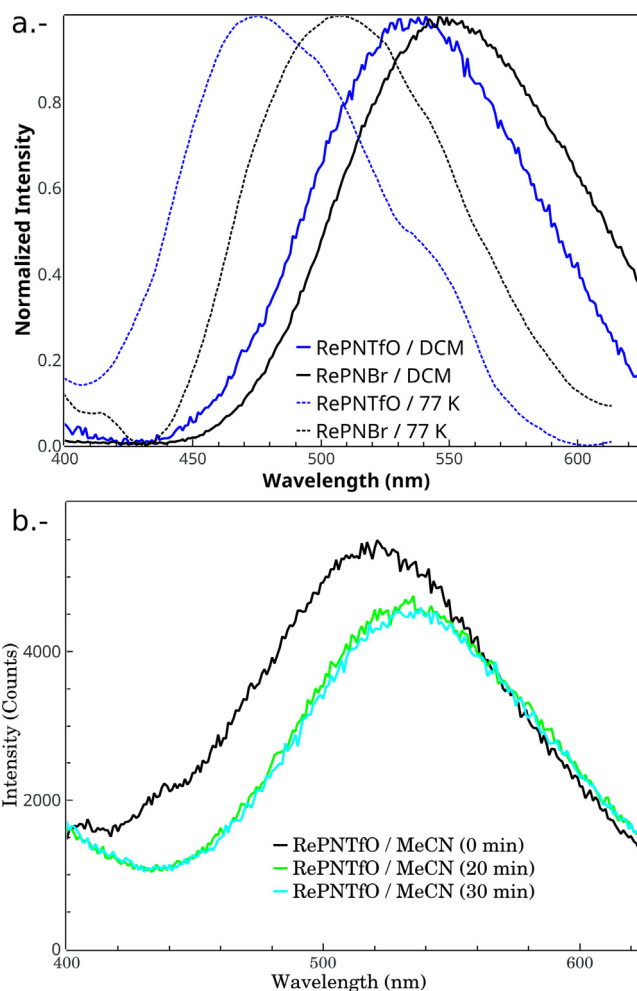 a.-
Normalized Intensity
0.8
0.6
0.4
0.2
0.0
RePNTfO / DCM
RePNBr / DCM
RePNTfO / 77 K
RePNBr / 77 K
400 450 500 550 600
Wavelength (nm)
b.-
Intensity (Counts)
4000
2000
0
RePNTfO / MeCN (0 min)
RePNTfO / MeCN (20 min)
RePNTfO / MeCN (30 min)
400 500 600
Wavelength (nm)